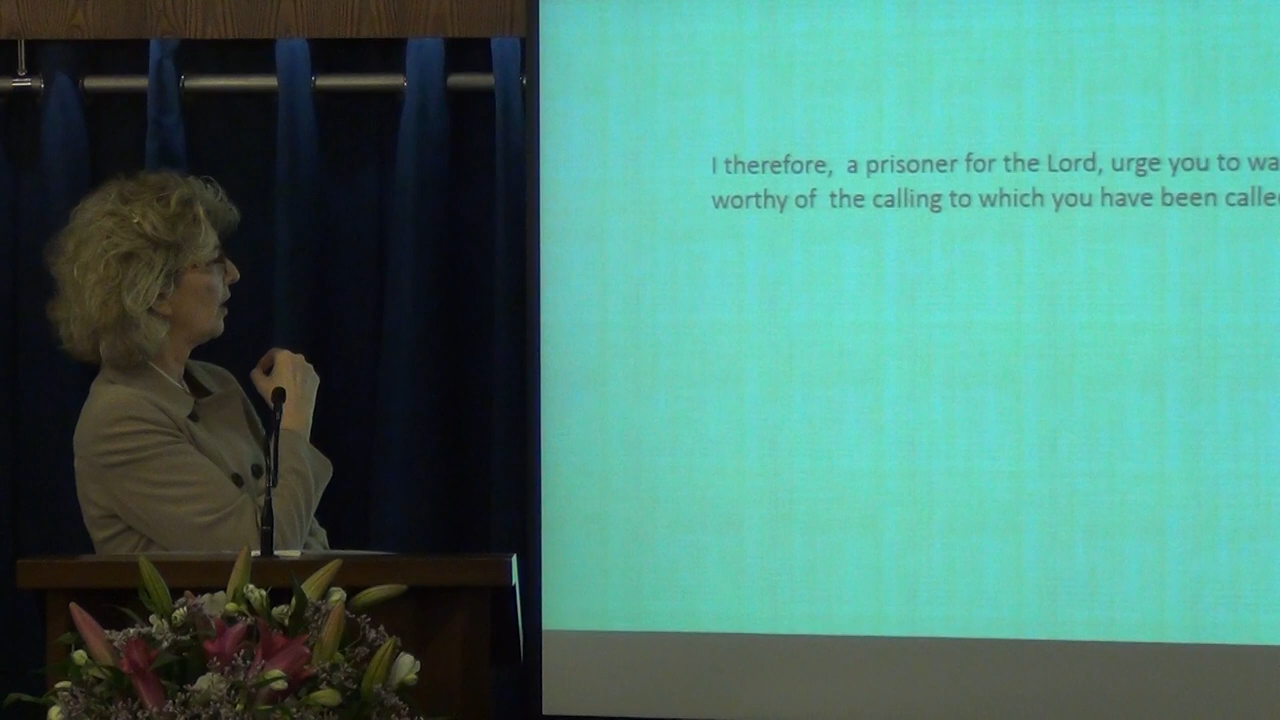 I therefore,  a prisoner for the Lord, urge you to wa
worthy of  the calling to which you have been calle